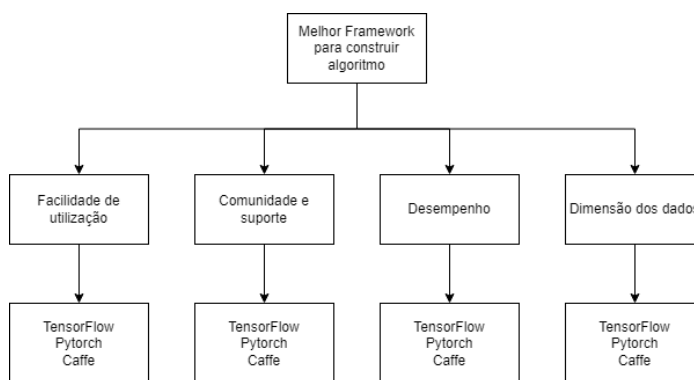 Melhor Framework
para construir
algoritmo
Facilidade de
utilização
Comunidade e
suporte
Desempenho
Dimensão dos dados
TensorFlow
Pytorch
Caffe
TensorFlow
Pytorch
Caffe
TensorFlow
Pytorch
Caffe
TensorFlow
Pytorch
Caffe